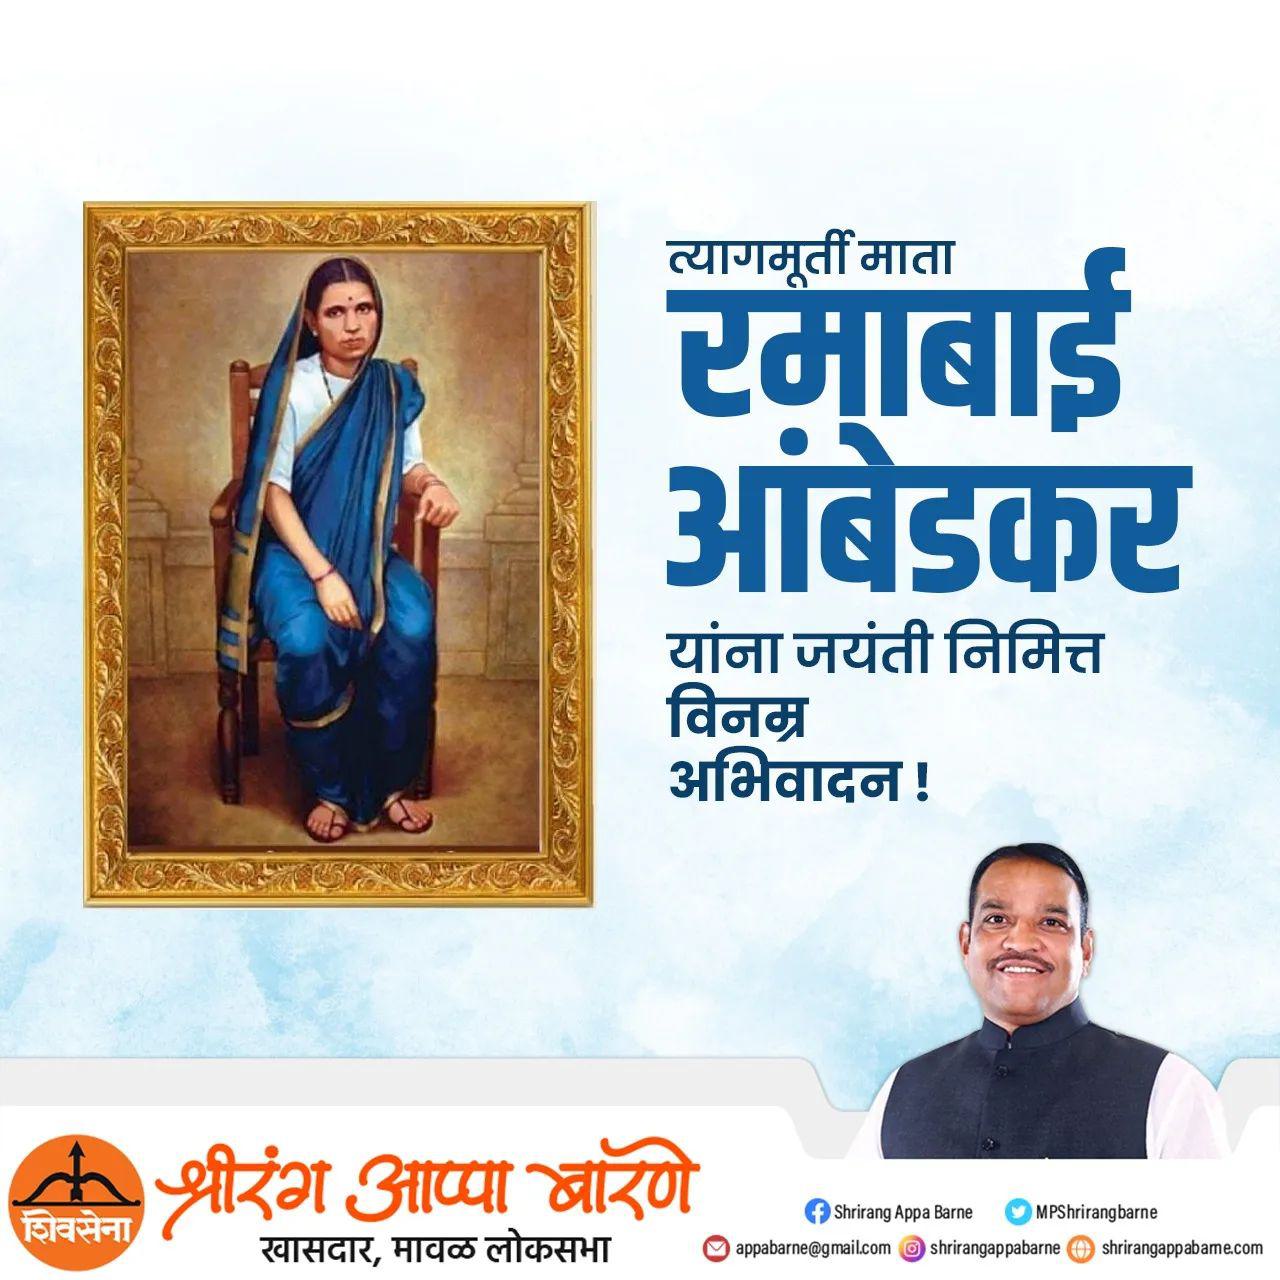 त्यागमूर्ती माता
रमाबाई
आंबेडकर
यांना जयंती निमित्त
विनम्र
अभिवादन !
शिवसेना
श्रीरंग आप्पा बारणे
खासदार, मावळ लोकसभा
Shrirang Appa Barne MPShrirangbarne
appabarne@gmail.com shrirangappabarne shrirangappabarne.com